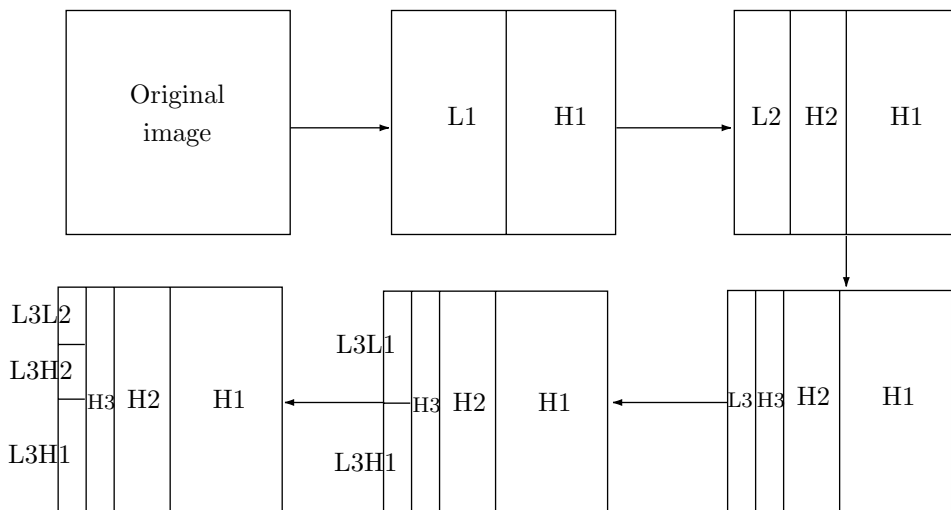 Original
image
L1 H1
L2 H2 H1
L3L2
L3H2
L3H1
H3 H2 H1
L3L1
L3H1
H3 H2 H1
L3 H3 H2 H1